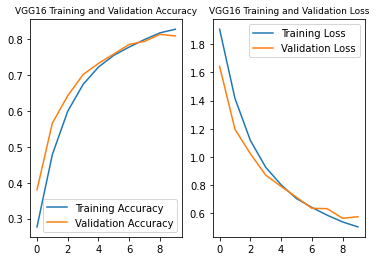 VGG16 Training and Validation Accuracy
0.8
0.7
0.6
0.5
0.4
0.3
0 2 4 6 8
Training Accuracy
Validation Accuracy
VGG16 Training and Validation Loss
1.8
1.6
1.4
1.2
1.0
0.8
0.6
0 2 4 6 8
Training Loss
Validation Loss